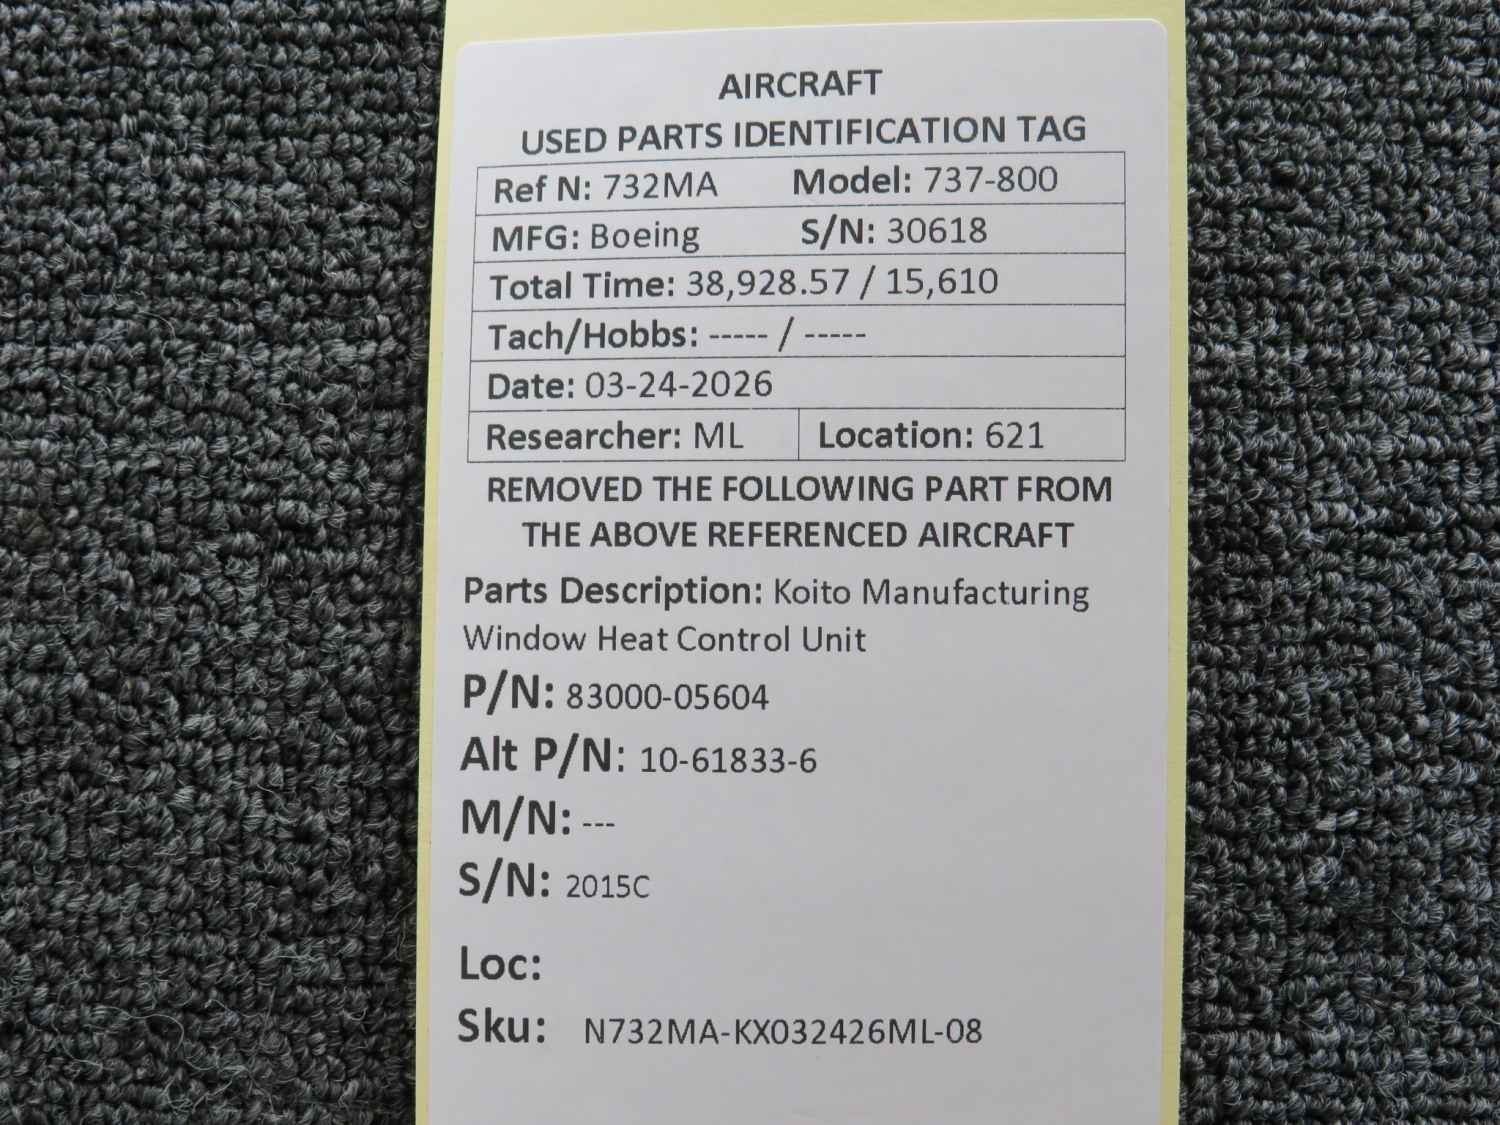 AIRCRAFT
USED PARTS IDENTIFICATION TAG
Ref N: 732MA Model: 737-800
MFG: Boeing S/N: 30618
Total Time: 38,928.57 / 15,610
Tach/Hobbs: ----- / -----
Date: 03-24-2026
Researcher: ML Location: 621
REMOVED THE FOLLOWING PART FROM
THE ABOVE REFERENCED AIRCRAFT
Parts Description: Koito Manufacturing
Window Heat Control Unit
P/N: 83000-05604
Alt P/N: 10-61833-6
M/N: ---
S/N: 2015C
Loc:
Sku: N732MA-KX032426ML-08